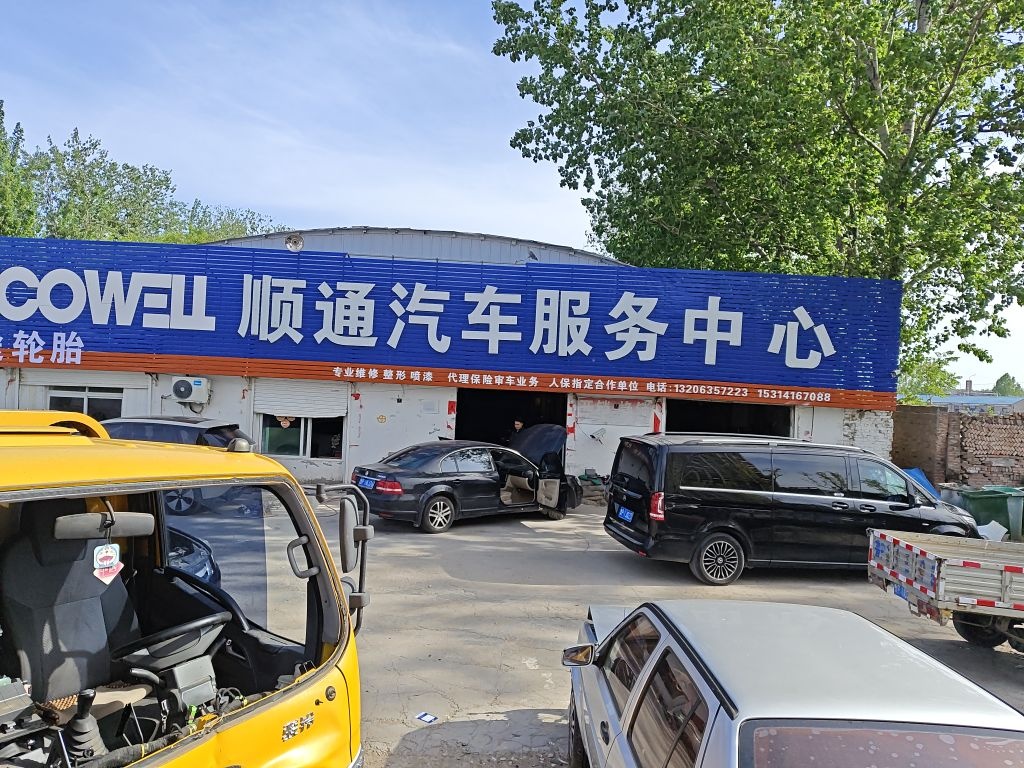 COWELL 顺通汽车服务中心
轮胎
专业维修 整形 喷漆 代理保险审车业务 人保指定合作单位 电话:13206357223 15314167088